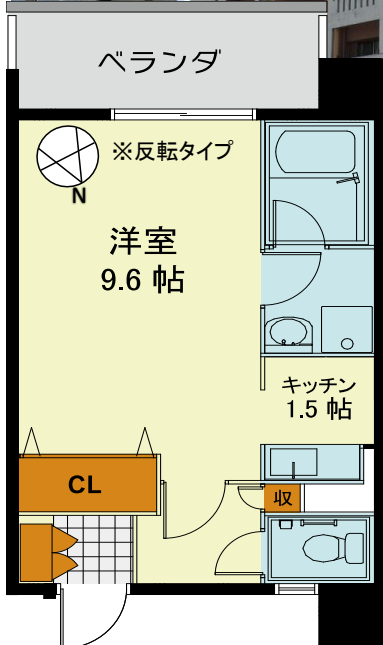 ベランダ
※反転タイプ
N
洋室
9.6 帖
キッチン
1.5 帖
CL
収